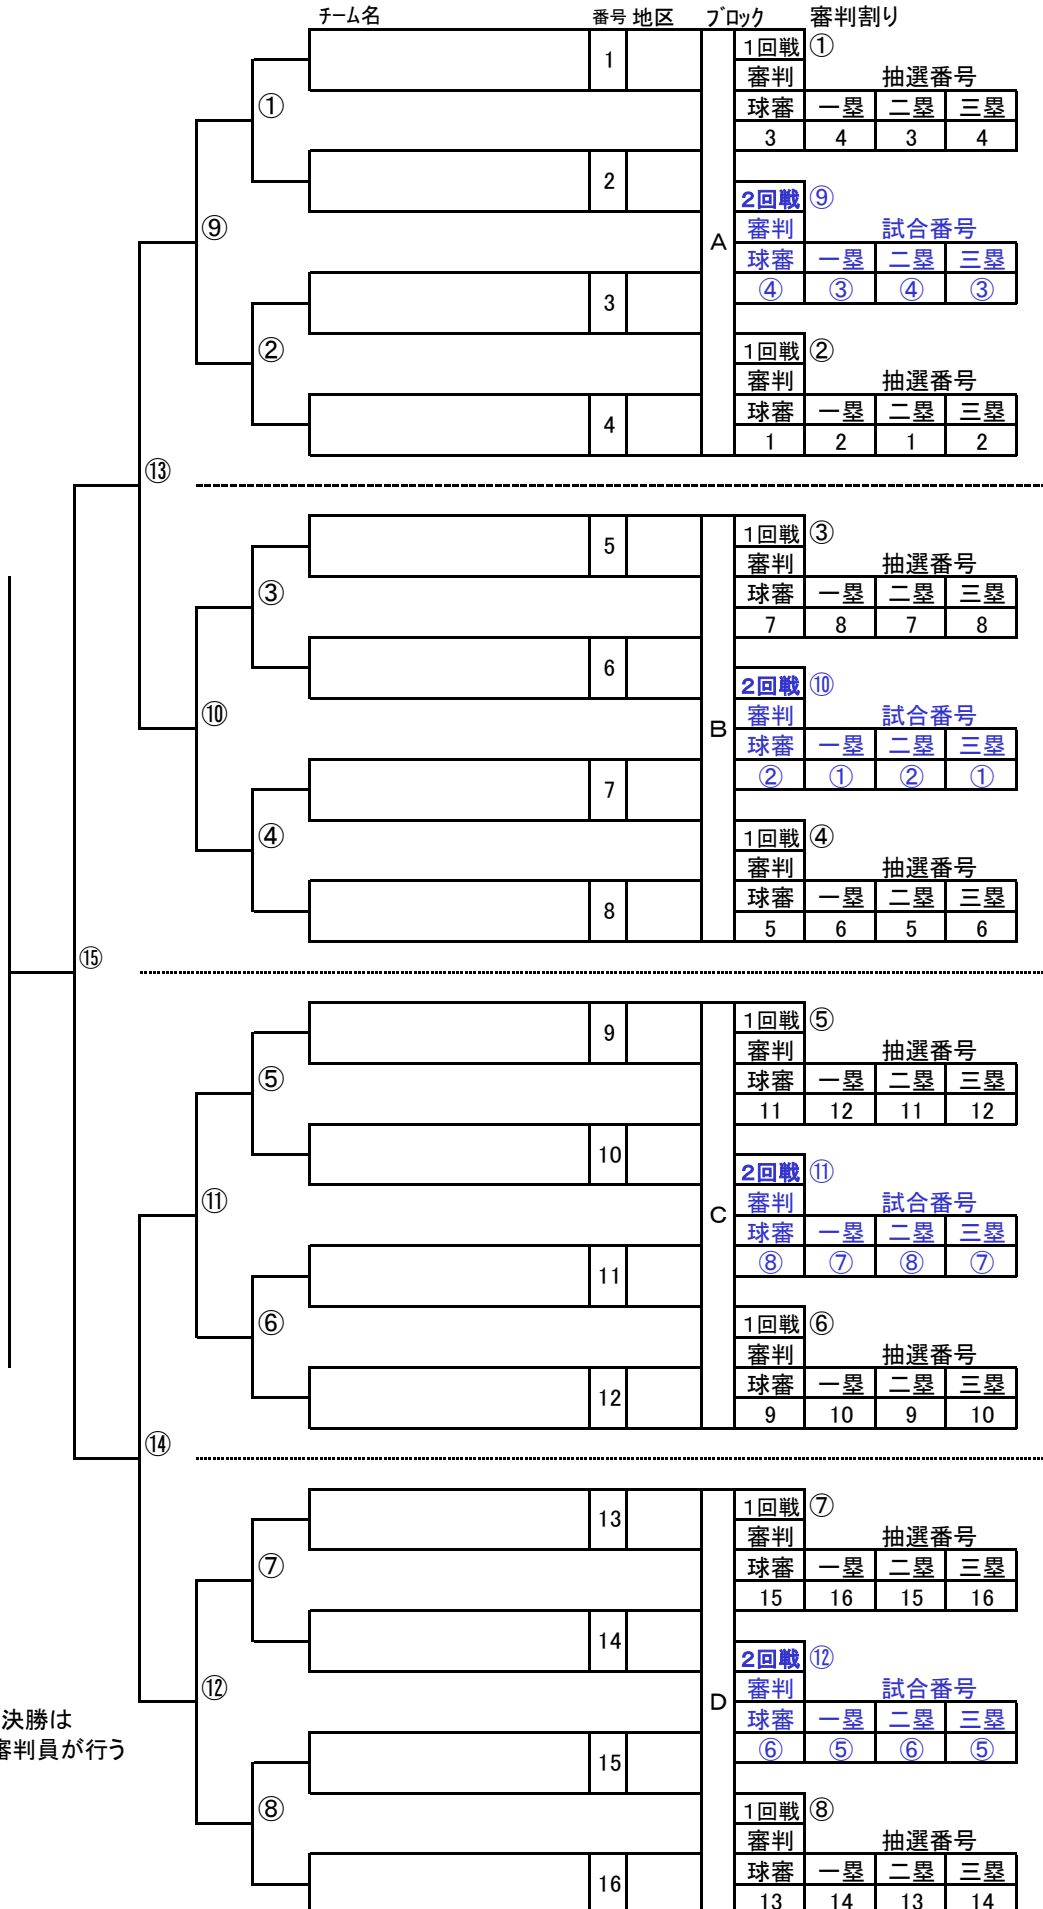 チーム名 番号 地区 ブロック 審判割り
1 1回戦 ①
審判 抽選番号
① 球審 一塁 二塁 三塁
3 4 3 4
2 2回戦 ⑨
⑨ A 審判 試合番号
球審 一塁 二塁 三塁
3 ④ ③ ④ ③
② 1回戦 ②
審判 抽選番号
4 球審 一塁 二塁 三塁
1 2 1 2
⑬
5 1回戦 ③
審判 抽選番号
③ 球審 一塁 二塁 三塁
7 8 7 8
6 2回戦 ⑩
⑩ B 審判 試合番号
球審 一塁 二塁 三塁
7 ② ① ② ①
④ 1回戦 ④
審判 抽選番号
8 球審 一塁 二塁 三塁
5 6 5 6
⑮
9 1回戦 ⑤
審判 抽選番号
⑤ 球審 一塁 二塁 三塁
11 12 11 12
10 2回戦 ⑪
⑪ C 審判 試合番号
球審 一塁 二塁 三塁
11 ⑧ ⑦ ⑧ ⑦
⑥ 1回戦 ⑥
審判 抽選番号
12 球審 一塁 二塁 三塁
9 10 9 10
⑭
13 1回戦 ⑦
審判 抽選番号
⑦ 球審 一塁 二塁 三塁
15 16 15 16
14 2回戦 ⑫
⑫ D 審判 試合番号
決勝は 球審 一塁 二塁 三塁
審判員が行う 15 ⑥ ⑤ ⑥ ⑤
⑧ 1回戦 ⑧
審判 抽選番号
16 球審 一塁 二塁 三塁
13 14 13 14